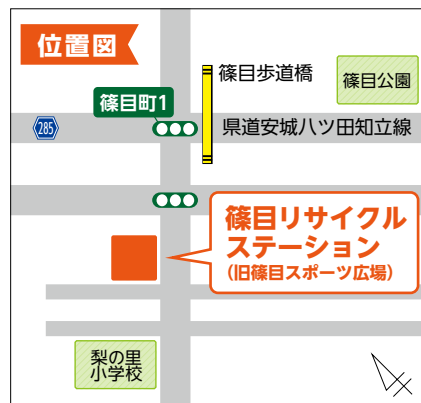 位置図
篠目歩道橋
篠目公園
篠目町1
285
県道安城八ツ田知立線
篠目リサイクル
ステーション
(旧篠目スポーツ広場)
梨の里
小学校